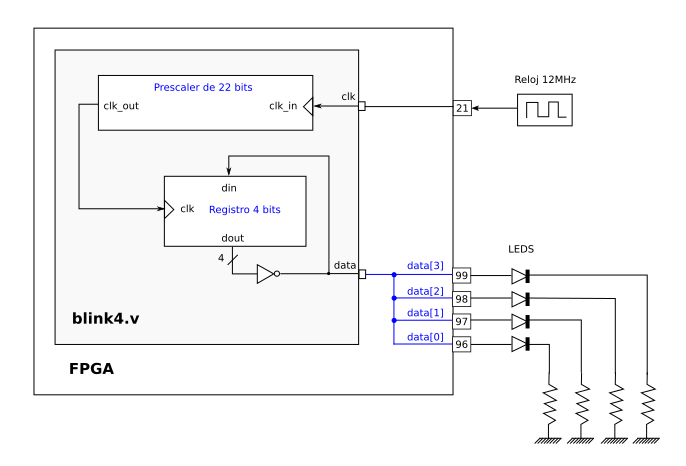 Reloj 12MHz
Prescaler de 22 bits
clk_out
clk_in
clk
21
din
clk
Registro 4 bits
dout
4
data
LEDS
data[3]
99
data[2]
98
data[1]
97
data[0]
96
blink4.v
FPGA